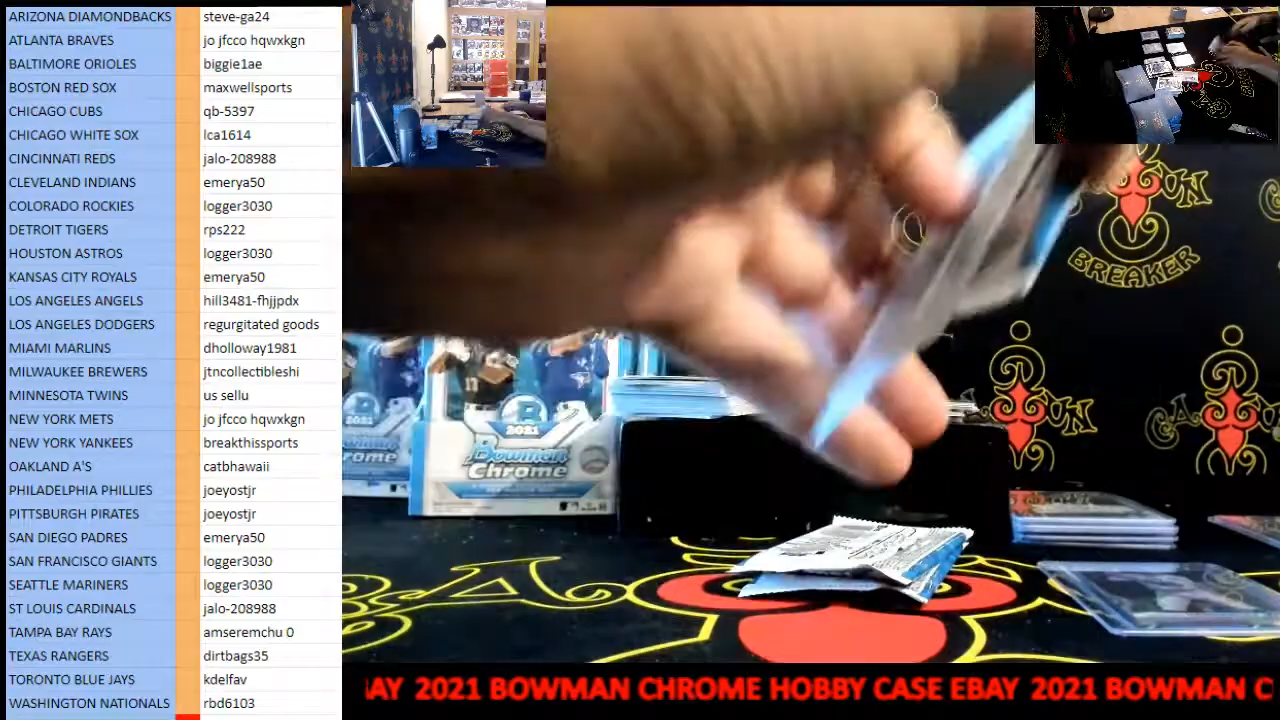 ARIZONA DIAMONDBACKS steve-ga24
ATLANTA BRAVES jo jfcco hqwxkgn
BALTIMORE ORIOLES biggie1ae
BOSTON RED SOX maxwellsports
CHICAGO CUBS qb-5397
CHICAGO WHITE SOX lca1614
CINCINNATI REDS jalo-208988
CLEVELAND INDIANS emerya50
COLORADO ROCKIES logger3030
DETROIT TIGERS rps222
HOUSTON ASTROS logger3030
KANSAS CITY ROYALS emerya50
LOS ANGELES ANGELS hill3481-fhjjpdx
LOS ANGELES DODGERS regurgitated goods
MIAMI MARLINS dholloway1981
MILWAUKEE BREWERS jtncollectibleshi
MINNESOTA TWINS us sellu
NEW YORK METS jo jfcco hqwxkgn
NEW YORK YANKEES breakthissports
OAKLAND A'S catbhawaii
PHILADELPHIA PHILLIES joeyostjr
PITTSBURGH PIRATES joeyostjr
SAN DIEGO PADRES emerya50
SAN FRANCISCO GIANTS logger3030
SEATTLE MARINERS logger3030
ST LOUIS CARDINALS jalo-208988
TAMPA BAY RAYS amseremchu 0
TEXAS RANGERS dirtbags35
TORONTO BLUE JAYS kdelfav
WASHINGTON NATIONALS rbd6103
BREAKER
2021
Bowman
Chrome
AY 2021 BOWMAN CHROME HOBBY CASE EBAY 2021 BOWMAN C